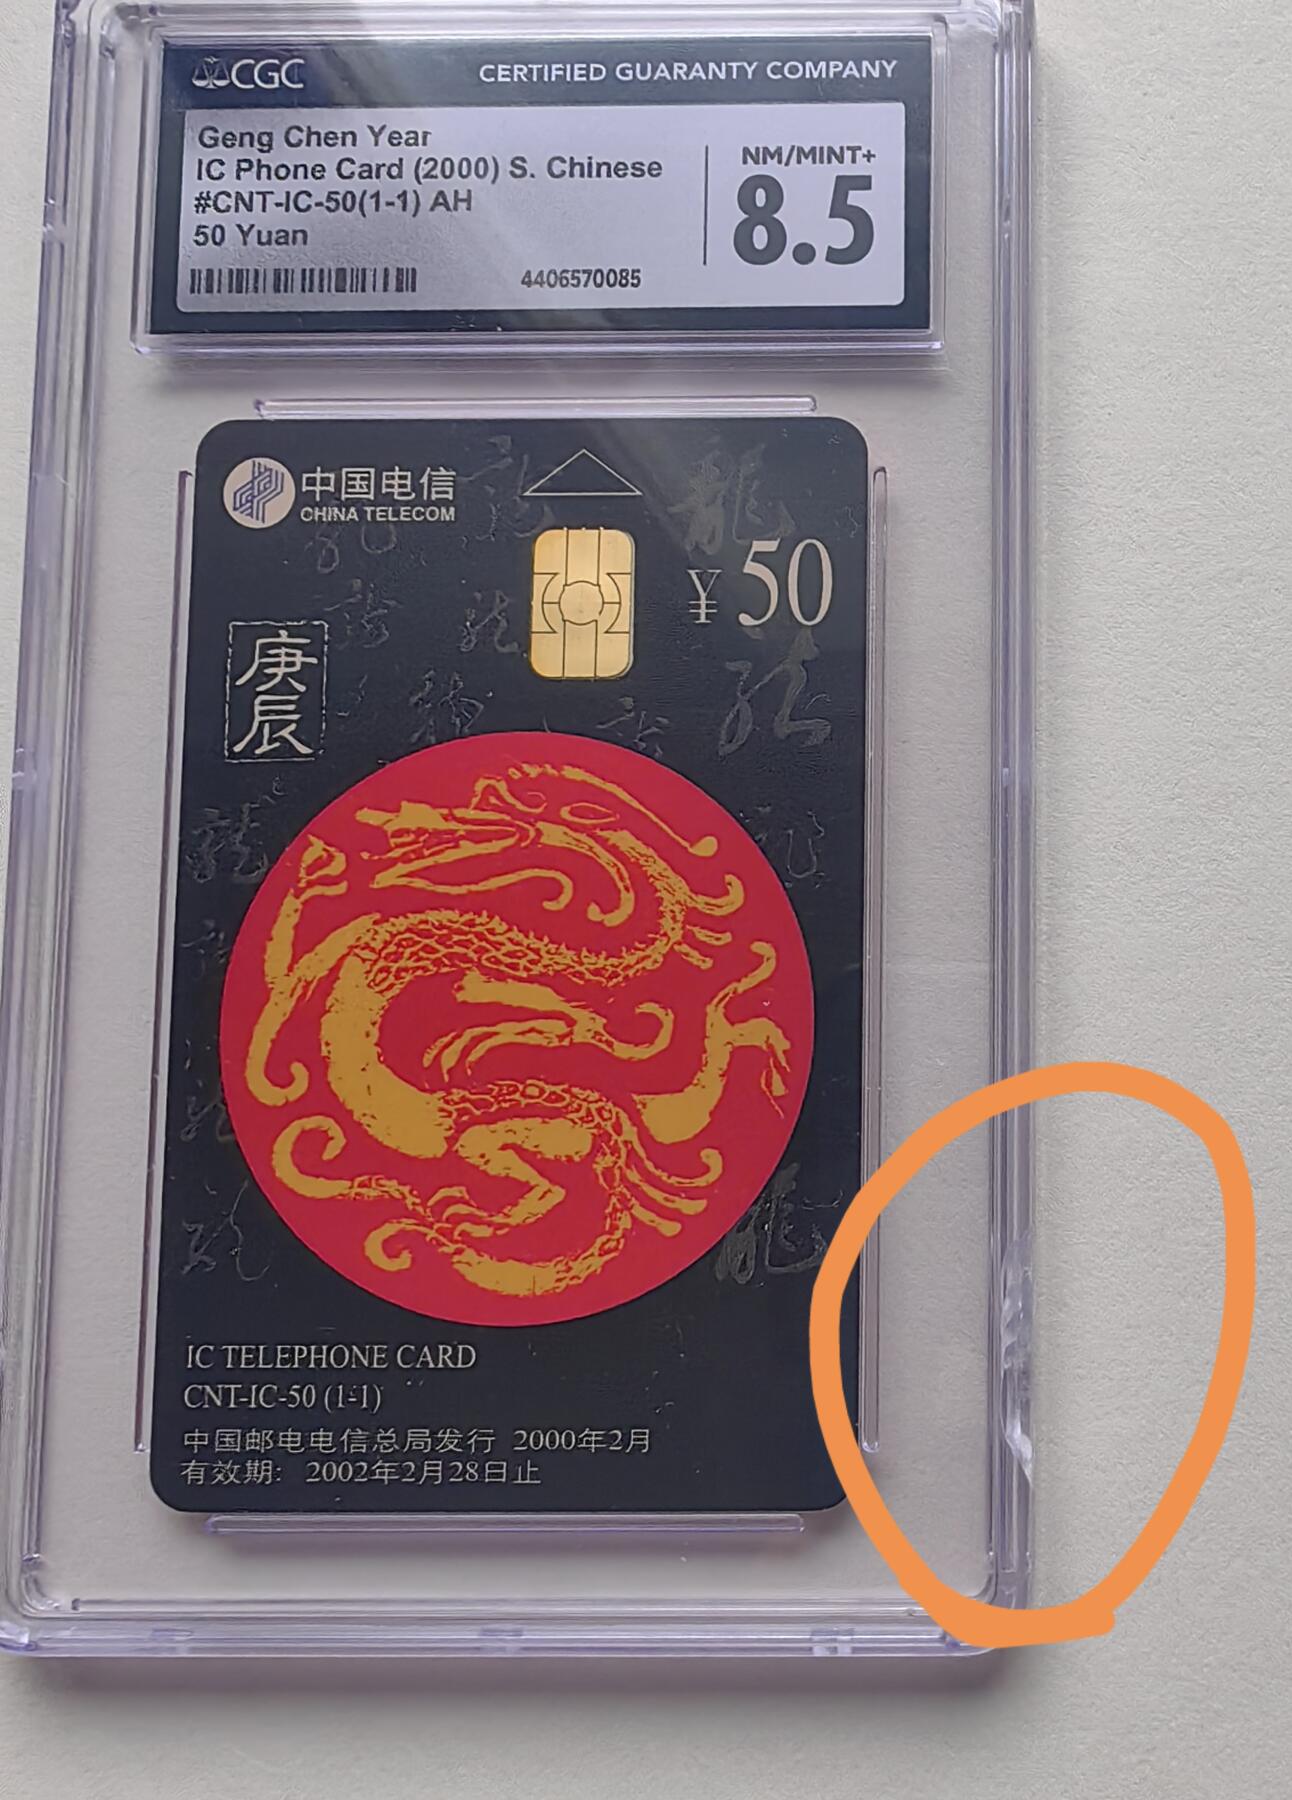 CGC
CERTIFIED GUARANTY COMPANY
Geng Chen Year
IC Phone Card (2000) S. Chinese
#CNT-IC-50(1-1) AH
50 Yuan
NM/MINT+
8.5
4406570085
中国电信
CHINA TELECOM
¥50
庚辰
龍
IC TELEPHONE CARD
CNT-IC-50 (1-1)
中国邮电电信总局发行 2000年2月
有效期: 2002年2月28日止